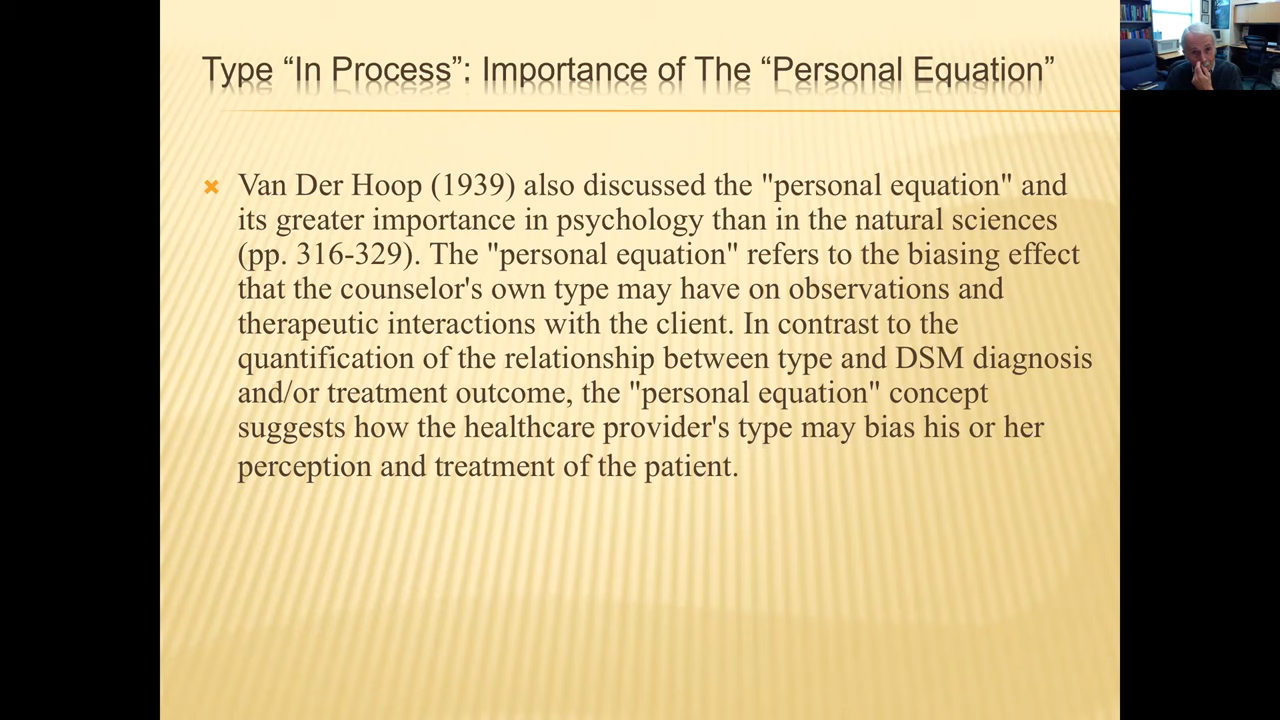 Type “In Process”: Importance of The “Personal Equation”
Van Der Hoop (1939) also discussed the "personal equation" and
its greater importance in psychology than in the natural sciences
(pp. 316-329). The "personal equation" refers to the biasing effect
that the counselor's own type may have on observations and
therapeutic interactions with the client. In contrast to the
quantification of the relationship between type and DSM diagnosis
and/or treatment outcome, the "personal equation" concept
suggests how the healthcare provider's type may bias his or her
perception and treatment of the patient.